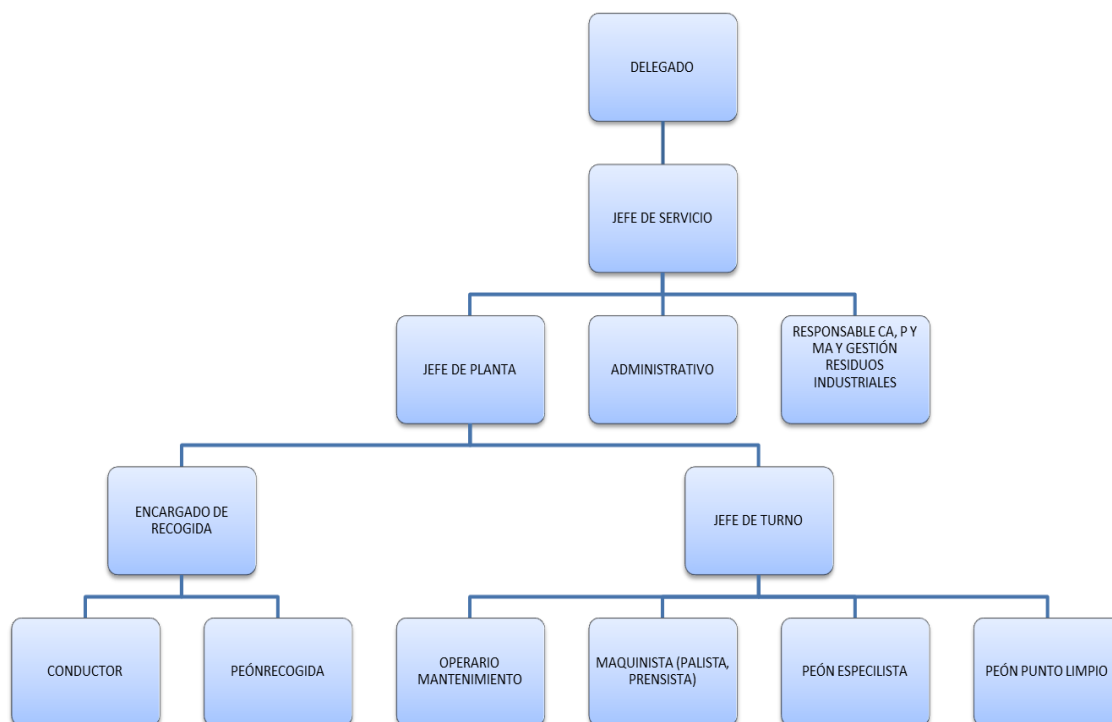 DELEGADO
JEFE DE SERVICIO
JEFE DE PLANTA
ADMINISTRATIVO
RESPONSABLE CA, P Y
MA Y GESTIÓN
RESIDUOS
INDUSTRIALES
ENCARGADO DE
RECOGIDA
JEFE DE TURNO
CONDUCTOR
PEÓNRECOGIDA
OPERARIO
MANTENIMIENTO
MAQUINISTA (PALISTA,
PRENSISTA)
PEÓN ESPECILISTA
PEÓN PUNTO LIMPIO